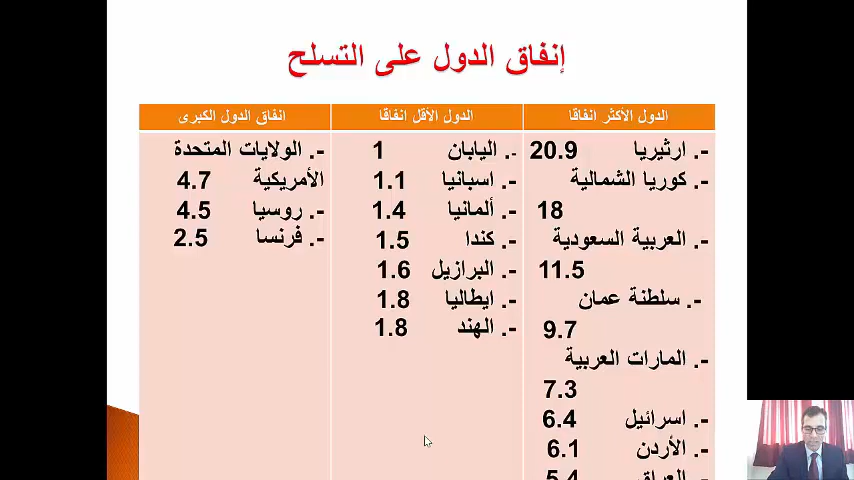 إنفاق الدول على التسلح
الدول الأكثر انفاقا
-. ارثيريا 20.9
-. كوريا الشمالية
18
-. العربية السعودية
11.5
-. سلطنة عمان
9.7
-. المارات العربية
7.3
-. اسرائيل 6.4
-. الأردن 6.1
-. العراق 5.4
الدول الأقل انفاقا
-. اليابان 1
-. اسبانيا 1.1
-. ألمانيا 1.4
-. كندا 1.5
-. البرازيل 1.6
-. ايطاليا 1.8
-. الهند 1.8
انفاق الدول الكبرى
-. الولايات المتحدة
الأمريكية 4.7
-. روسيا 4.5
-. فرنسا 2.5